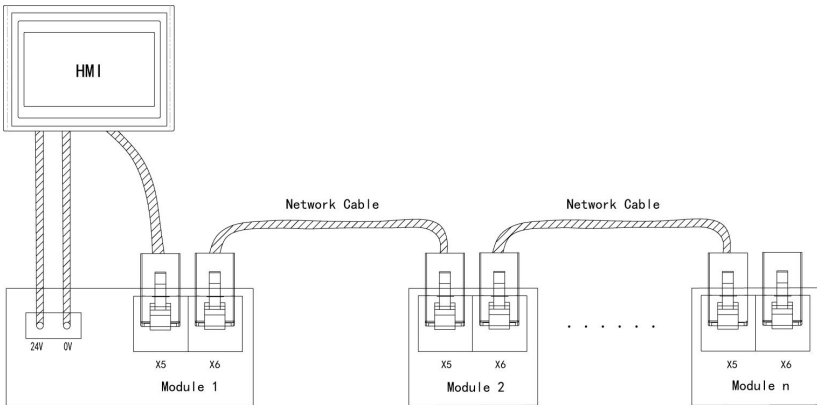 HMI
Network Cable
Network Cable
24V
0V
X5
X6
X5
X6
. . . . . .
X5
X6
Module 1
Module 2
Module n